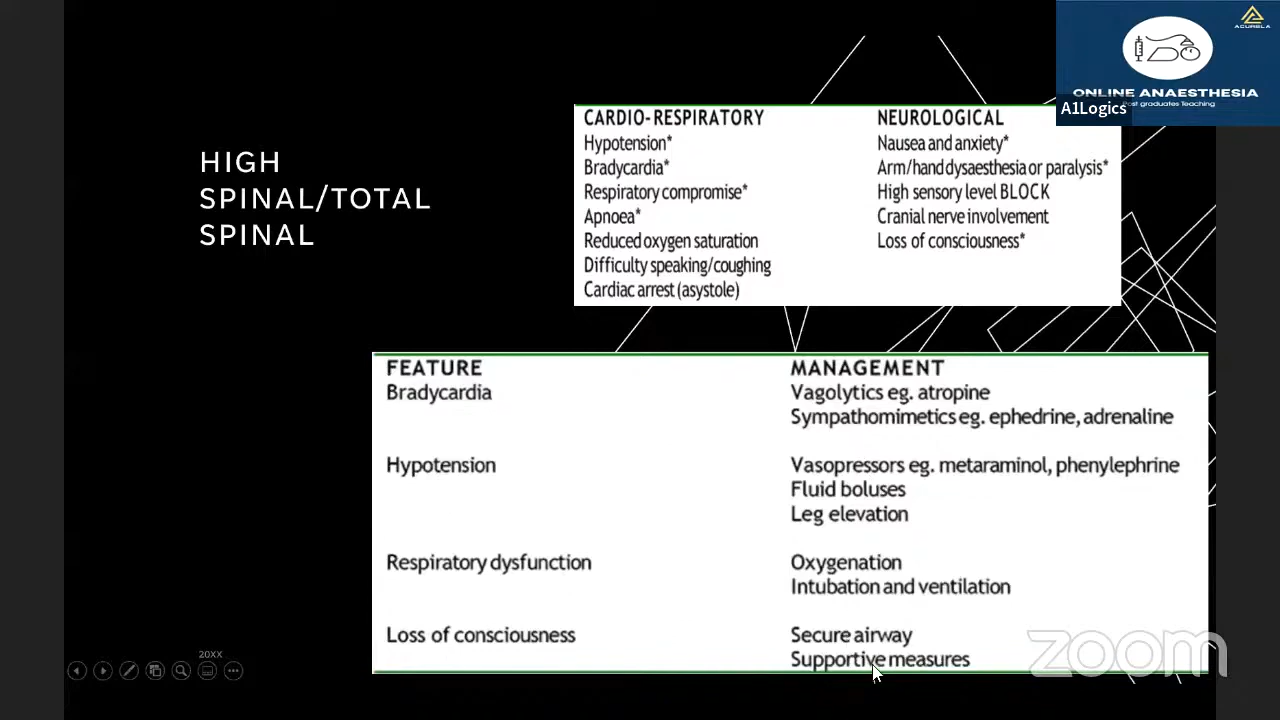 ACURELA
ONLINE ANAESTHESIA
Post graduates Teaching
A1Logics
HIGH
SPINAL/TOTAL
SPINAL
CARDIO-RESPIRATORY
Hypotension*
Bradycardia*
Respiratory compromise*
Apnoea*
Reduced oxygen saturation
Difficulty speaking/coughing
Cardiac arrest (asystole)
NEUROLOGICAL
Nausea and anxiety*
Arm/hand dysaesthesia or paralysis*
High sensory level BLOCK
Cranial nerve involvement
Loss of consciousness*
FEATURE MANAGEMENT
Bradycardia Vagolytics eg. atropine
Sympathomimetics eg. ephedrine, adrenaline
Hypotension Vasopressors eg. metaraminol, phenylephrine
Fluid boluses
Leg elevation
Respiratory dysfunction Oxygenation
Intubation and ventilation
Loss of consciousness Secure airway
Supportive measures
20XX
zoom